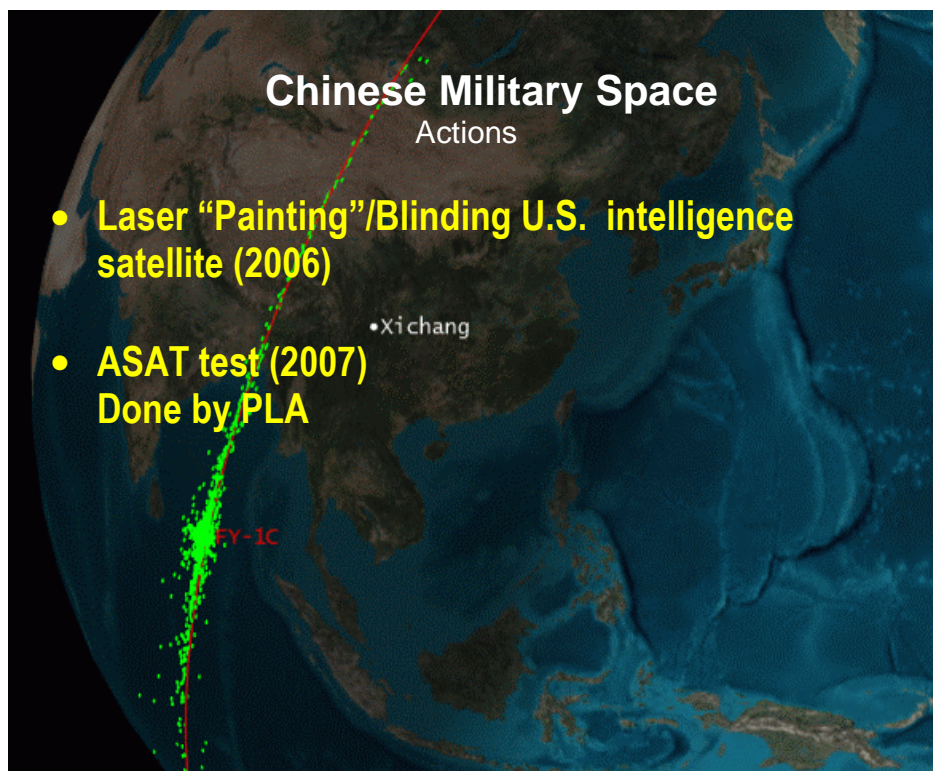 Chinese Military Space
Actions
• Laser “Painting”/Blinding U.S. intelligence
satellite (2006)
•Xichang
• ASAT test (2007)
Done by PLA
FY-1C